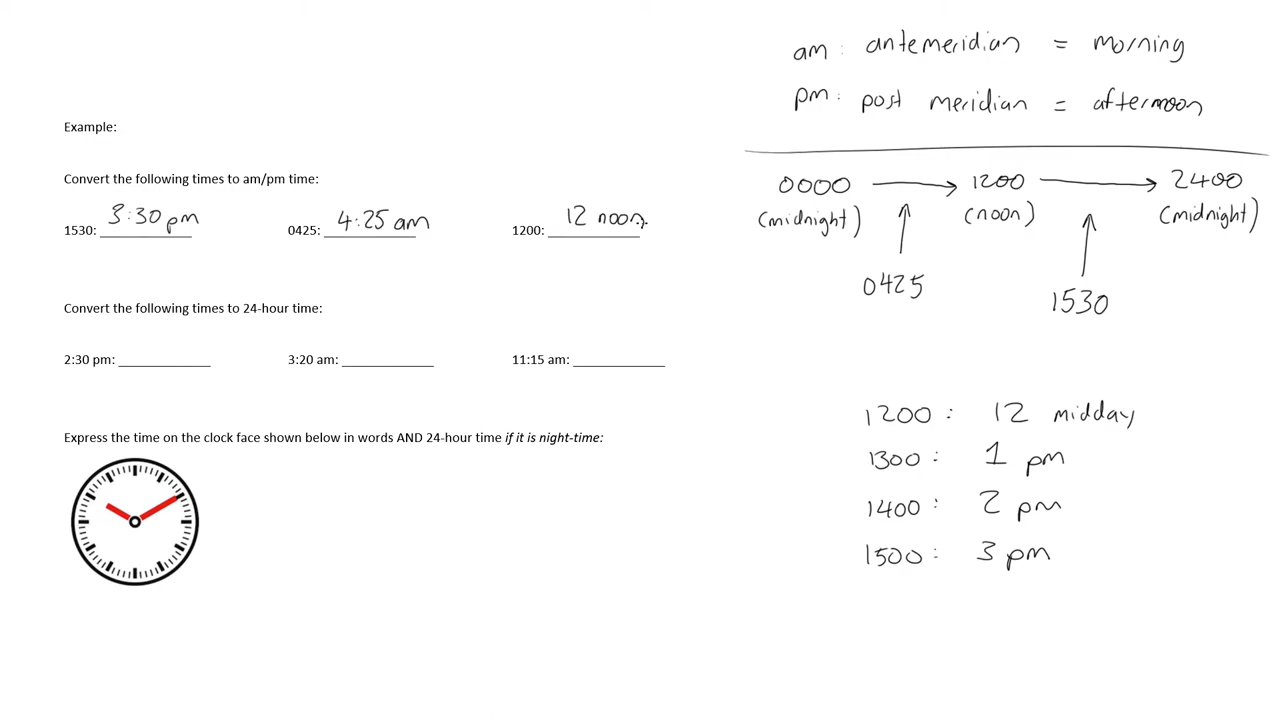 am: antemeridian = morning
pm: post meridian = afternoon
Example:
Convert the following times to am/pm time:
1530: 3:30 pm 0425: 4:25 am 1200: 12 noon
0000 → 1200 → 2400
(midnight) (noon) (midnight)
0425 1530
Convert the following times to 24-hour time:
2:30 pm: ____________ 3:20 am: ____________ 11:15 am: ____________
1200: 12 midday
Express the time on the clock face shown below in words AND 24-hour time if it is night-time:
1300: 1 pm
1400: 2 pm
1500: 3 pm